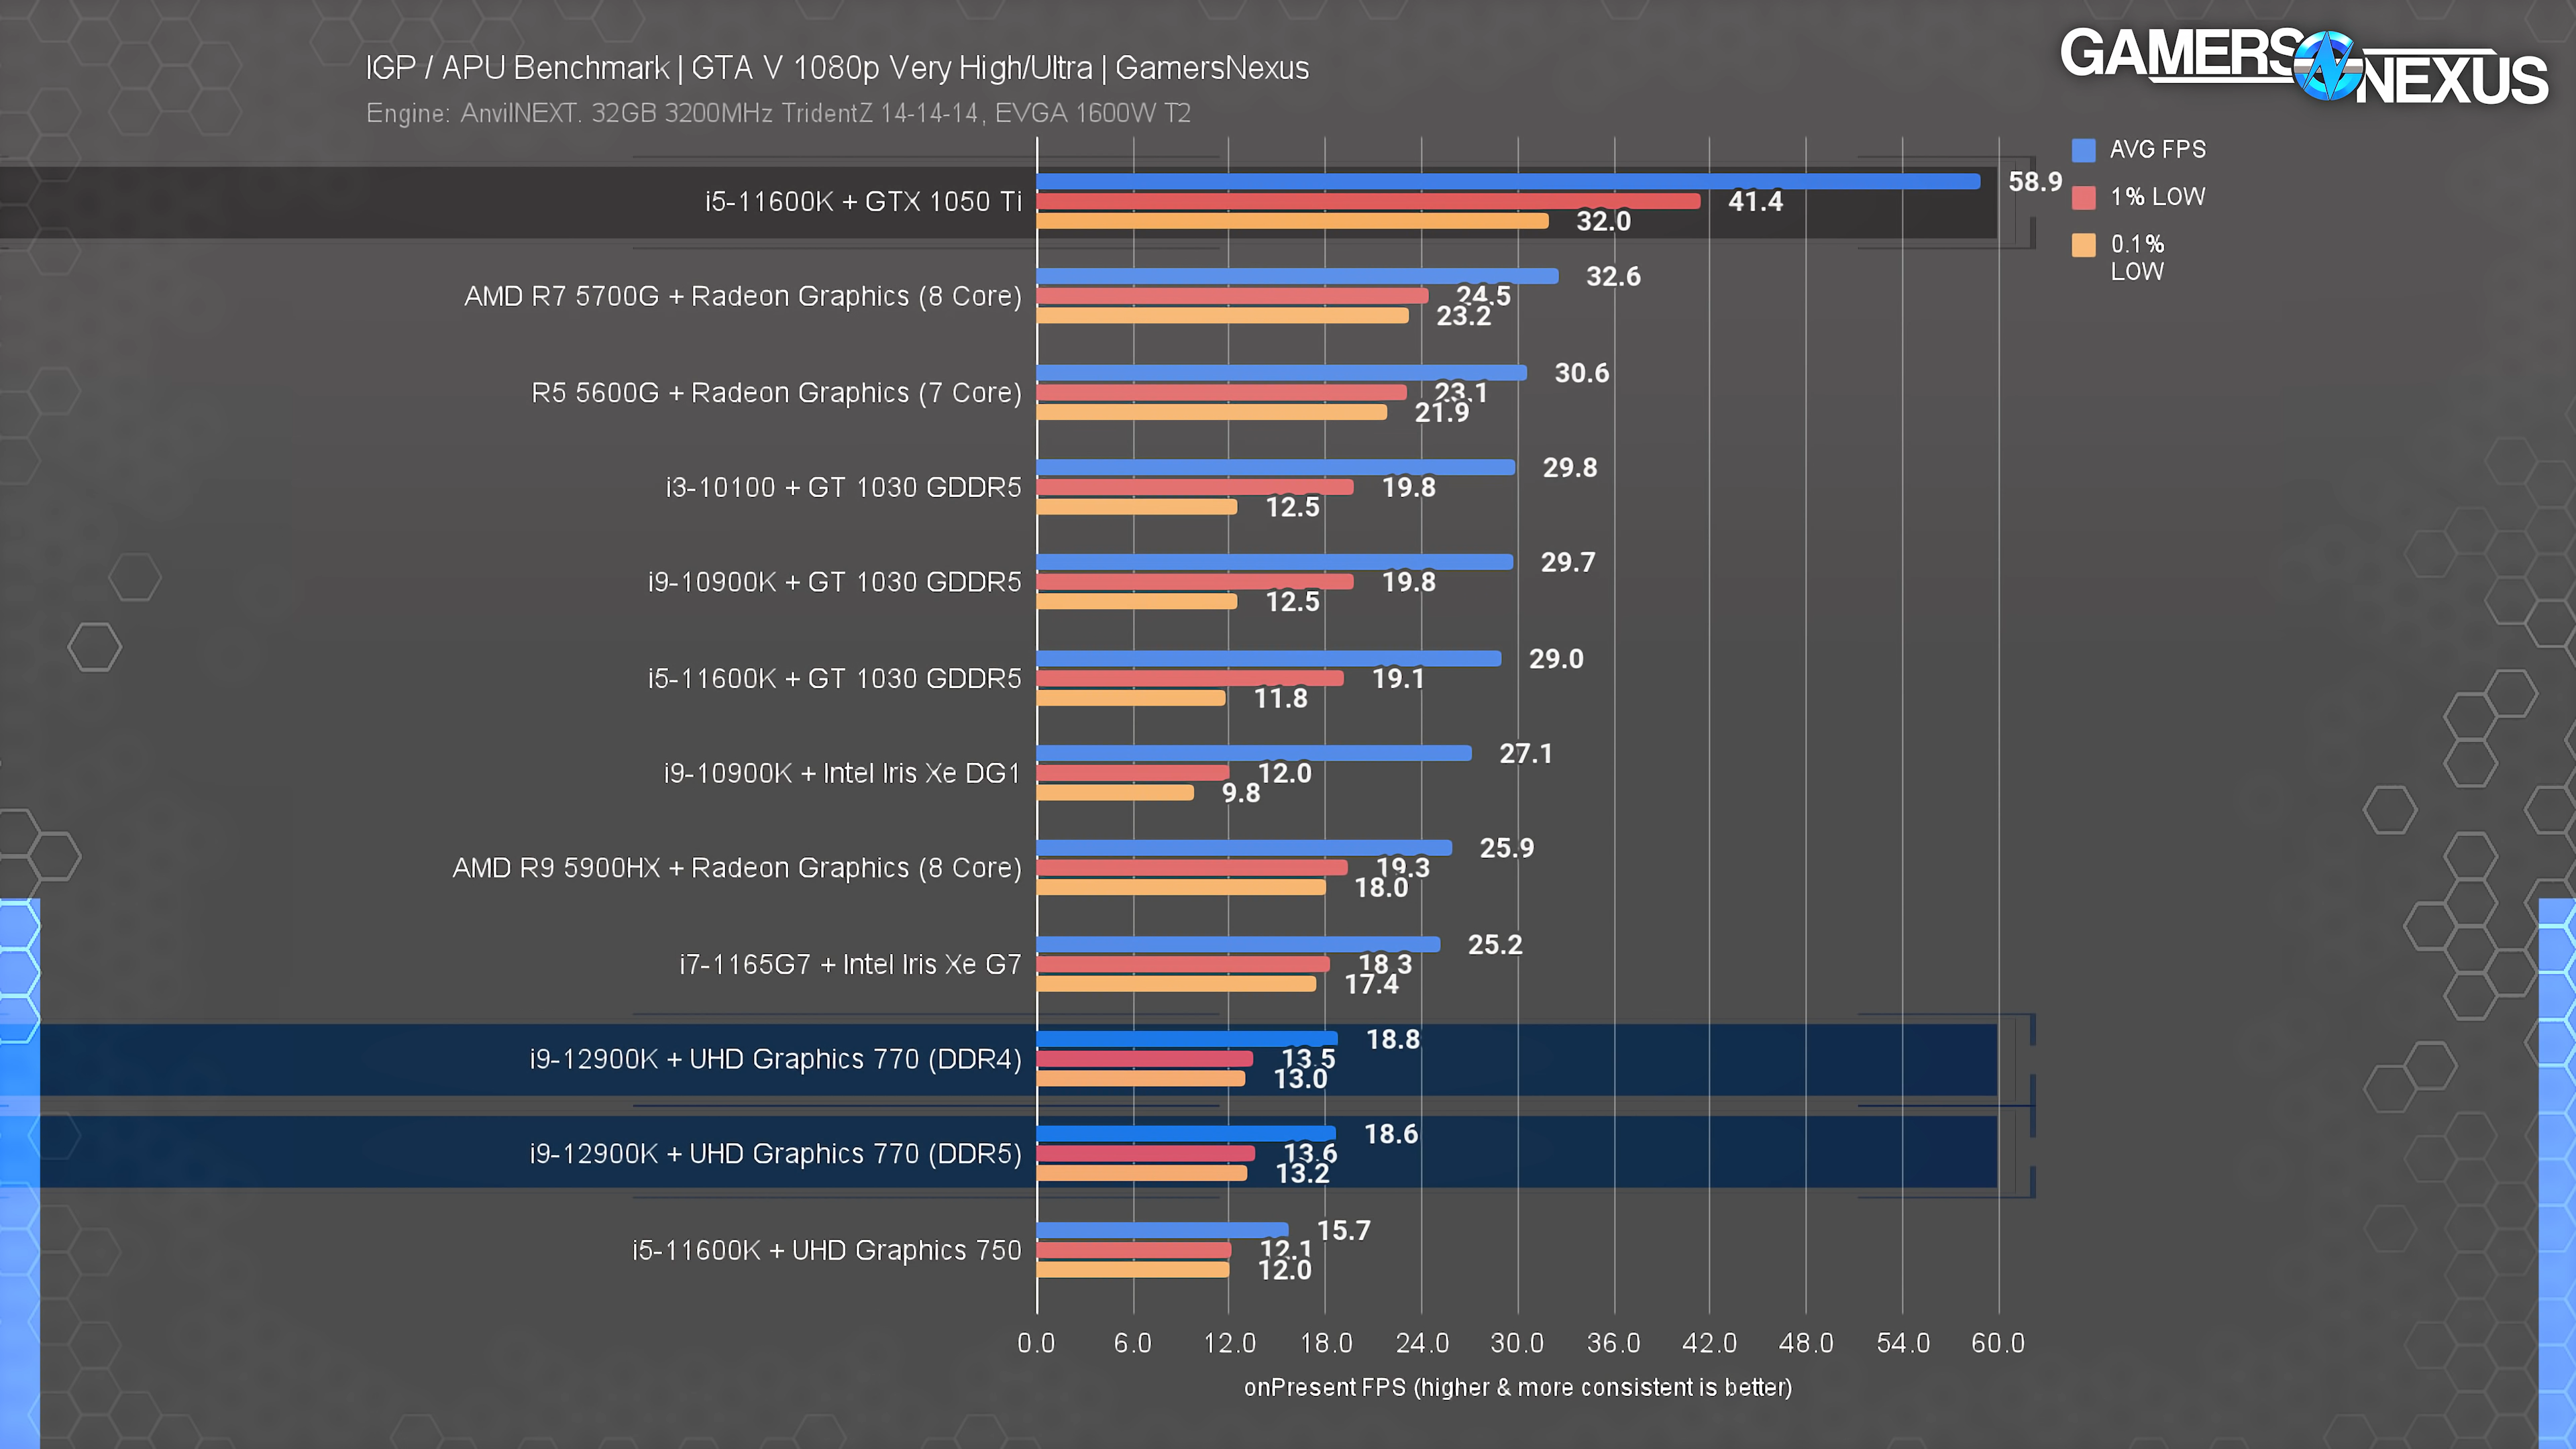 IGP / APU Benchmark | GTA V 1080p Very High/Ultra | GamersNexus
GAMERS NEXUS
Engine: AnvilNEXT. 32GB 3200MHz TridentZ 14-14-14, EVGA 1600W T2
AVG FPS
1% LOW
0.1%
LOW
i5-11600K + GTX 1050 Ti
58.9
41.4
32.0
AMD R7 5700G + Radeon Graphics (8 Core)
32.6
24.5
23.2
R5 5600G + Radeon Graphics (7 Core)
30.6
23.1
21.9
i3-10100 + GT 1030 GDDR5
29.8
19.8
12.5
i9-10900K + GT 1030 GDDR5
29.7
19.8
12.5
i5-11600K + GT 1030 GDDR5
29.0
19.1
11.8
i9-10900K + Intel Iris Xe DG1
27.1
12.0
9.8
AMD R9 5900HX + Radeon Graphics (8 Core)
25.9
19.3
18.0
i7-1165G7 + Intel Iris Xe G7
25.2
18.3
17.4
i9-12900K + UHD Graphics 770 (DDR4)
18.8
13.5
13.0
i9-12900K + UHD Graphics 770 (DDR5)
18.6
13.6
13.2
i5-11600K + UHD Graphics 750
15.7
12.1
12.0
0.0 6.0 12.0 18.0 24.0 30.0 36.0 42.0 48.0 54.0 60.0
onPresent FPS (higher & more consistent is better)